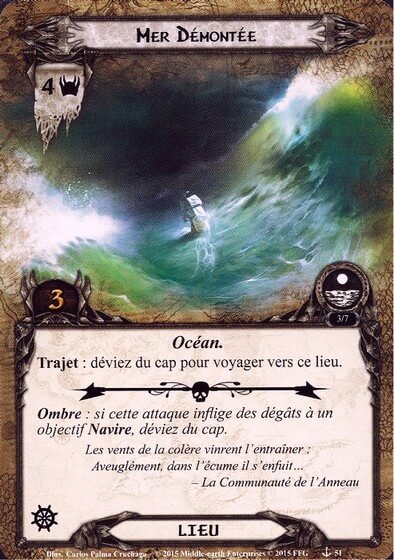 Mer Démontée
4
3
3/7
Océan.
Trajet : déviez du cap pour voyager vers ce lieu.
Ombre : si cette attaque inflige des dégâts à un
objectif Navire, déviez du cap.
Les vents de la colère vinrent l'entraîner ;
Aveuglément, dans l'écume il s'enfuit…
– La Communauté de l'Anneau
LIEU
Illus. Carlos Palma Cruchaga © 2015 Middle-earth Enterprises © 2015 FFG 51